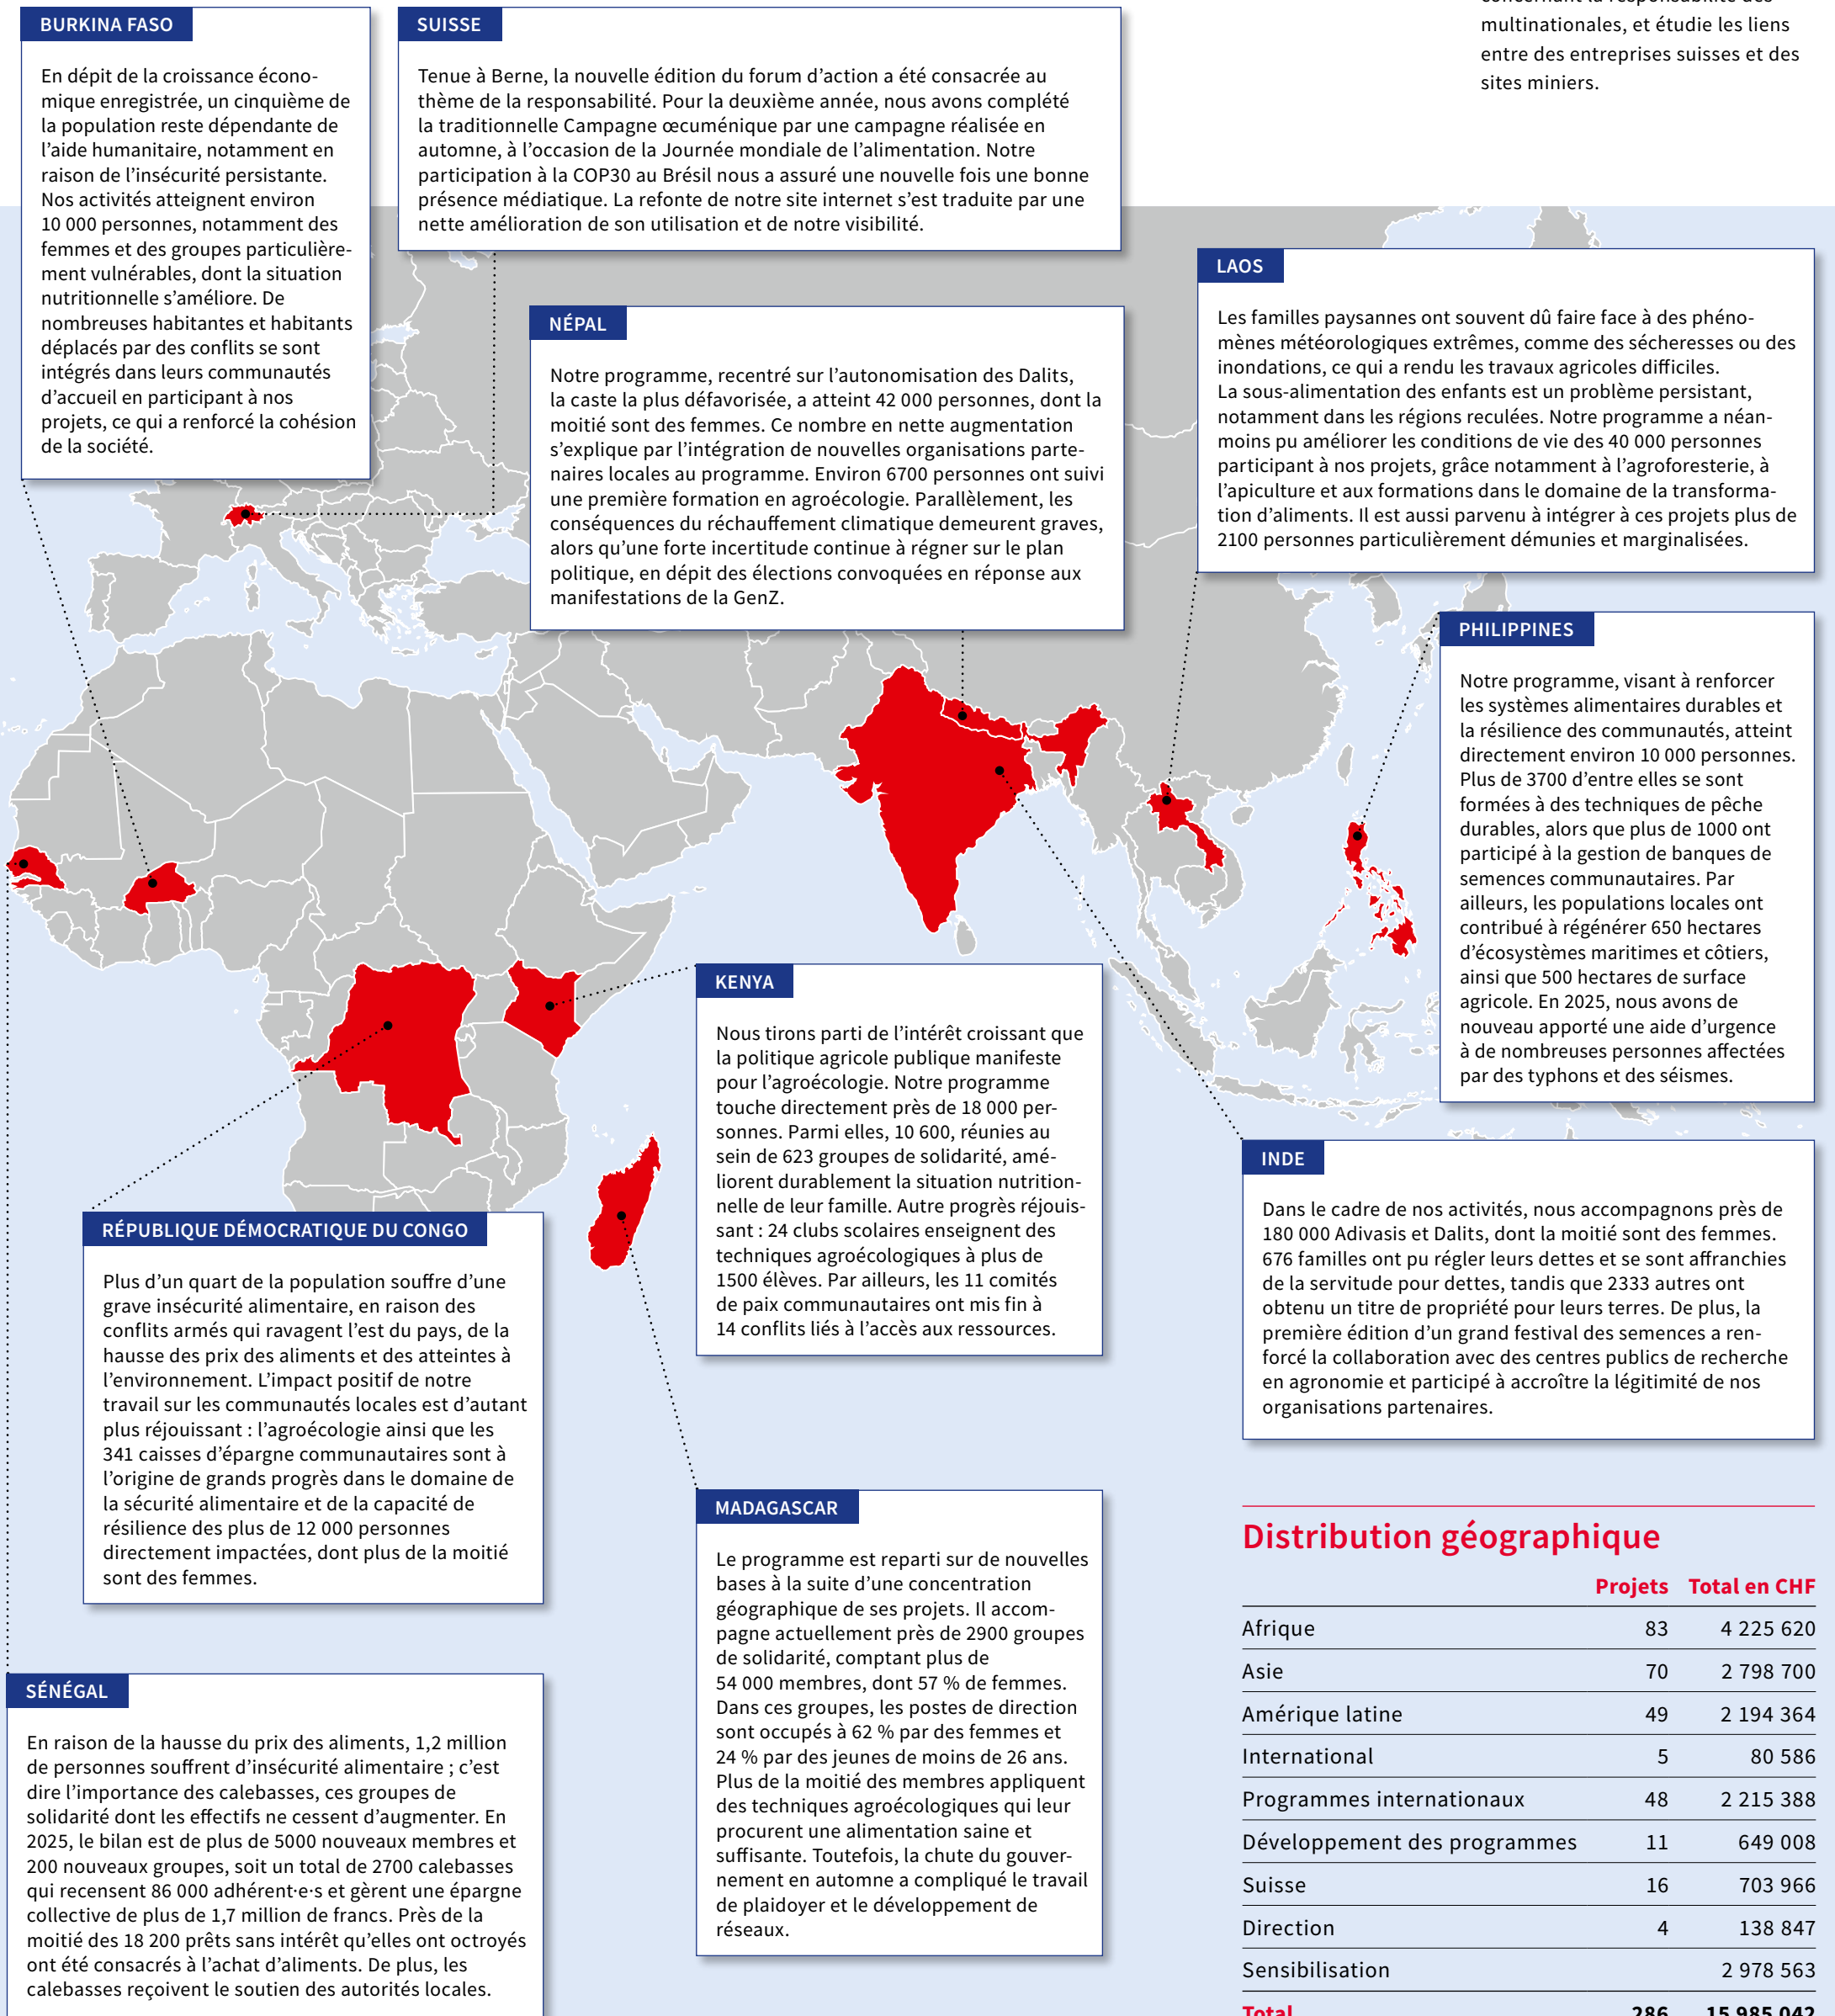 concernant la responsabilité des
multinationales, et étudie les liens
entre des entreprises suisses et des
sites miniers.
BURKINA FASO
En dépit de la croissance écono-
mique enregistrée, un cinquième de
la population reste dépendante de
l’aide humanitaire, notamment en
raison de l’insécurité persistante.
Nos activités atteignent environ
10 000 personnes, notamment des
femmes et des groupes particulière-
ment vulnérables, dont la situation
nutritionnelle s’améliore. De
nombreuses habitantes et habitants
déplacés par des conflits se sont
intégrés dans leurs communautés
d’accueil en participant à nos
projets, ce qui a renforcé la cohésion
de la société.
SUISSE
Tenue à Berne, la nouvelle édition du forum d’action a été consacrée au
thème de la responsabilité. Pour la deuxième année, nous avons complété
la traditionnelle Campagne œcuménique par une campagne réalisée en
automne, à l’occasion de la Journée mondiale de l’alimentation. Notre
participation à la COP30 au Brésil nous a assuré une nouvelle fois une bonne
présence médiatique. La refonte de notre site internet s’est traduite par une
nette amélioration de son utilisation et de notre visibilité.
NÉPAL
Notre programme, recentré sur l’autonomisation des Dalits,
la caste la plus défavorisée, a atteint 42 000 personnes, dont la
moitié sont des femmes. Ce nombre en nette augmentation
s’explique par l’intégration de nouvelles organisations parte-
naires locales au programme. Environ 6700 personnes ont suivi
une première formation en agroécologie. Parallèlement, les
conséquences du réchauffement climatique demeurent graves,
alors qu’une forte incertitude continue à régner sur le plan
politique, en dépit des élections convoquées en réponse aux
manifestations de la GenZ.
LAOS
Les familles paysannes ont souvent dû faire face à des phéno-
mènes météorologiques extrêmes, comme des sécheresses ou des
inondations, ce qui a rendu les travaux agricoles difficiles.
La sous-alimentation des enfants est un problème persistant,
notamment dans les régions reculées. Notre programme a néan-
moins pu améliorer les conditions de vie des 40 000 personnes
participant à nos projets, grâce notamment à l’agroforesterie, à
l’apiculture et aux formations dans le domaine de la transforma-
tion d’aliments. Il est aussi parvenu à intégrer à ces projets plus de
2100 personnes particulièrement démunies et marginalisées.
PHILIPPINES
Notre programme, visant à renforcer
les systèmes alimentaires durables et
la résilience des communautés, atteint
directement environ 10 000 personnes.
Plus de 3700 d’entre elles se sont
formées à des techniques de pêche
durables, alors que plus de 1000 ont
participé à la gestion de banques de
semences communautaires. Par
ailleurs, les populations locales ont
contribué à régénérer 650 hectares
d’écosystèmes maritimes et côtiers,
ainsi que 500 hectares de surface
agricole. En 2025, nous avons de
nouveau apporté une aide d’urgence
à de nombreuses personnes affectées
par des typhons et des séismes.
KENYA
Nous tirons parti de l’intérêt croissant que
la politique agricole publique manifeste
pour l’agroécologie. Notre programme
touche directement près de 18 000 per-
sonnes. Parmi elles, 10 600, réunies au
sein de 623 groupes de solidarité, amé-
liorent durablement la situation nutrition-
nelle de leur famille. Autre progrès réjouis-
sant : 24 clubs scolaires enseignent des
techniques agroécologiques à plus de
1500 élèves. Par ailleurs, les 11 comités
de paix communautaires ont mis fin à
14 conflits liés à l’accès aux ressources.
INDE
Dans le cadre de nos activités, nous accompagnons près de
180 000 Adivasis et Dalits, dont la moitié sont des femmes.
676 familles ont pu régler leurs dettes et se sont affranchies
de la servitude pour dettes, tandis que 2333 autres ont
obtenu un titre de propriété pour leurs terres. De plus, la
première édition d’un grand festival des semences a ren-
forcé la collaboration avec des centres publics de recherche
en agronomie et participé à accroître la légitimité de nos
organisations partenaires.
RÉPUBLIQUE DÉMOCRATIQUE DU CONGO
Plus d’un quart de la population souffre d’une
grave insécurité alimentaire, en raison des
conflits armés qui ravagent l’est du pays, de la
hausse des prix des aliments et des atteintes à
l’environnement. L’impact positif de notre
travail sur les communautés locales est d’autant
plus réjouissant : l’agroécologie ainsi que les
341 caisses d’épargne communautaires sont à
l’origine de grands progrès dans le domaine de
la sécurité alimentaire et de la capacité de
résilience des plus de 12 000 personnes
directement impactées, dont plus de la moitié
sont des femmes.
MADAGASCAR
Le programme est reparti sur de nouvelles
bases à la suite d’une concentration
géographique de ses projets. Il accom-
pagne actuellement près de 2900 groupes
de solidarité, comptant plus de
54 000 membres, dont 57 % de femmes.
Dans ces groupes, les postes de direction
sont occupés à 62 % par des femmes et
24 % par des jeunes de moins de 26 ans.
Plus de la moitié des membres appliquent
des techniques agroécologiques qui leur
procurent une alimentation saine et
suffisante. Toutefois, la chute du gouver-
nement en automne a compliqué le travail
de plaidoyer et le développement de
réseaux.
SÉNÉGAL
En raison de la hausse du prix des aliments, 1,2 million
de personnes souffrent d’insécurité alimentaire ; c’est
dire l’importance des calebasses, ces groupes de
solidarité dont les effectifs ne cessent d’augmenter. En
2025, le bilan est de plus de 5000 nouveaux membres et
200 nouveaux groupes, soit un total de 2700 calebasses
qui recensent 86 000 adhérent·e·s et gèrent une épargne
collective de plus de 1,7 million de francs. Près de la
moitié des 18 200 prêts sans intérêt qu’elles ont octroyés
ont été consacrés à l’achat d’aliments. De plus, les
calebasses reçoivent le soutien des autorités locales.
Distribution géographique
Projets Total en CHF
Afrique 83 4 225 620
Asie 70 2 798 700
Amérique latine 49 2 194 364
International 5 80 586
Programmes internationaux 48 2 215 388
Développement des programmes 11 649 008
Suisse 16 703 966
Direction 4 138 847
Sensibilisation 2 978 563
Total 286 15 985 042